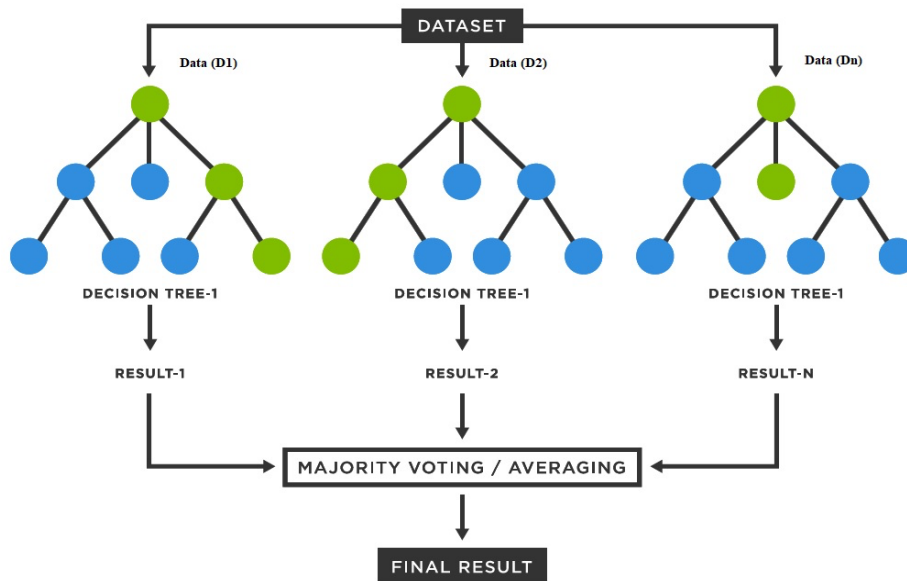 DATASET
Data (D1)
Data (D2)
Data (Dn)
DECISION TREE-1
DECISION TREE-1
DECISION TREE-1
RESULT-1
RESULT-2
RESULT-N
MAJORITY VOTING / AVERAGING
FINAL RESULT